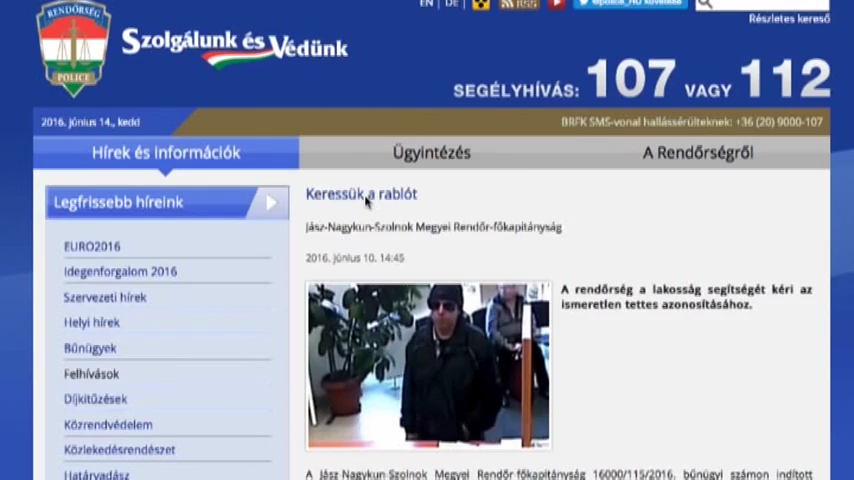 EN | DE
RSS
@police_HU követése
Részletes kereső
RENDŐRSÉG
POLICE
Szolgálunk és Védünk
SEGÉLYHÍVÁS: 107 VAGY 112
2016. június 14., kedd
BRFK SMS-vonal hallássérülteknek: +36 (20) 9000-107
Hírek és információk
Ügyintézés
A Rendőrségről
Legfrissebb híreink
EURO2016
Idegenforgalom 2016
Szervezeti hírek
Helyi hírek
Bűnügyek
Felhívások
Díjkitűzések
Közrendvédelem
Közlekedésrendészet
Határvadász
Keressük a rablót
Jász-Nagykun-Szolnok Megyei Rendőr-főkapitányság
2016. június 10. 14:45
A rendőrség a lakosság segítségét kéri az
ismeretlen tettes azonosításához.
A Jász-Nagykun-Szolnok Megyei Rendőr-főkapitányság 16000/115/2016. bűnügyi számon indított